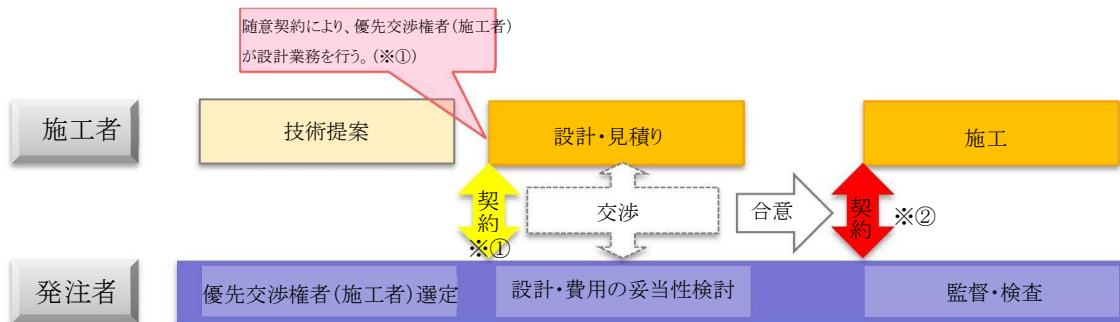 随意契約により、優先交渉権者(施工者)
が設計業務を行う。(※①)
施工者
技術提案
設計・見積り
施工
契約
※①
交渉
合意
契約
※②
発注者
優先交渉権者(施工者)選定
設計・費用の妥当性検討
監督・検査